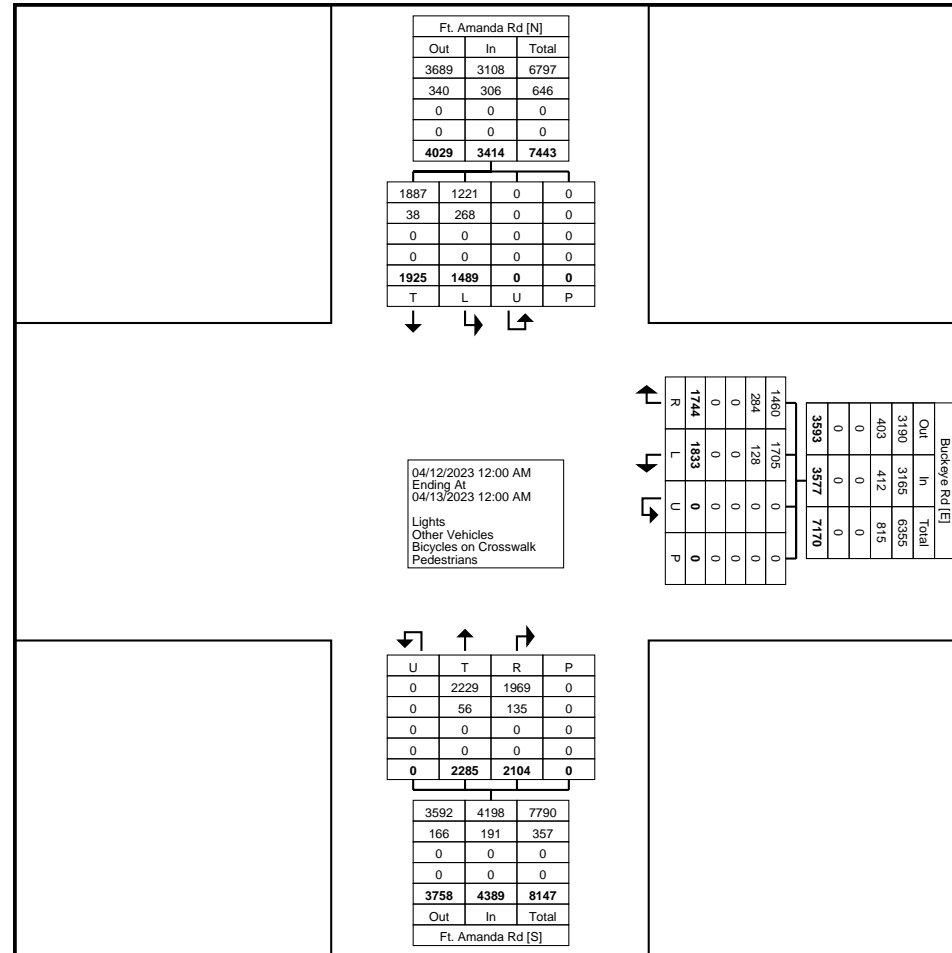 Ft. Amanda Rd [N]
Out In Total
3689 3108 6797
340 306 646
0 0 0
0 0 0
4029 3414 7443
1887 1221 0 0
38 268 0 0
0 0 0 0
0 0 0 0
1925 1489 0 0
T L U P
Buckeye Rd [E]
Out In Total
3190 3165 6355
403 412 815
0 0 0
0 0 0
3593 3577 7170
1460 1705 0 0
284 128 0 0
0 0 0 0
0 0 0 0
1744 1833 0 0
R L U P
04/12/2023 12:00 AM
Ending At
04/13/2023 12:00 AM
Lights
Other Vehicles
Bicycles on Crosswalk
Pedestrians
U T R P
0 2229 1969 0
0 56 135 0
0 0 0 0
0 0 0 0
0 2285 2104 0
3592 4198 7790
166 191 357
0 0 0
0 0 0
3758 4389 8147
Out In Total
Ft. Amanda Rd [S]